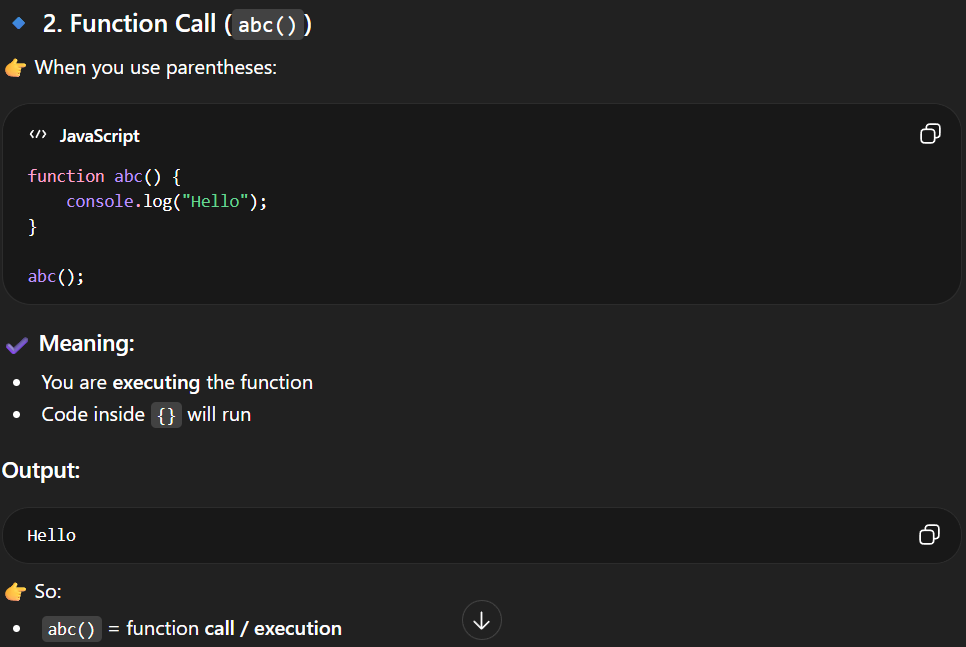 🔹 2. Function Call (abc())
👉 When you use parentheses:
</> JavaScript
function abc() {
    console.log("Hello");
}
abc();
✔ Meaning:
• You are executing the function
• Code inside {} will run
Output:
Hello
👉 So:
• abc() = function call / execution